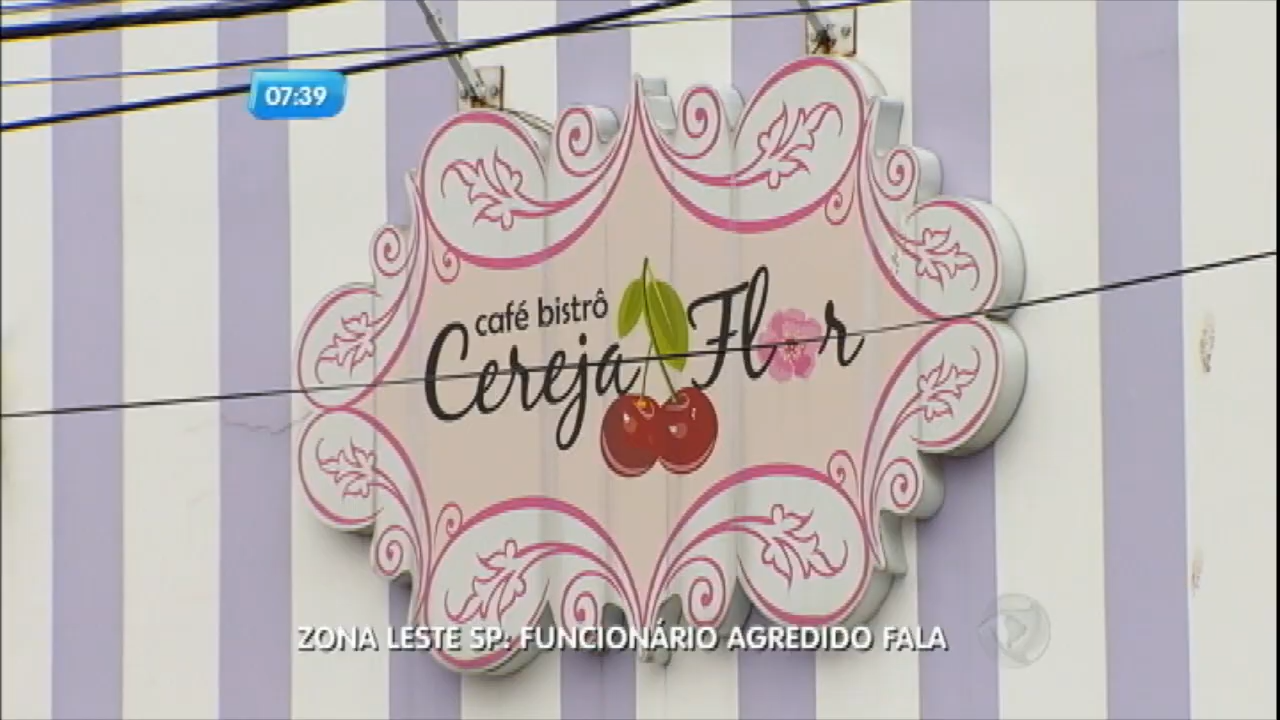 07:39
café bistrô
Cereja Flor
ZONA LESTE SP: FUNCIONÁRIO AGREDIDO FALA